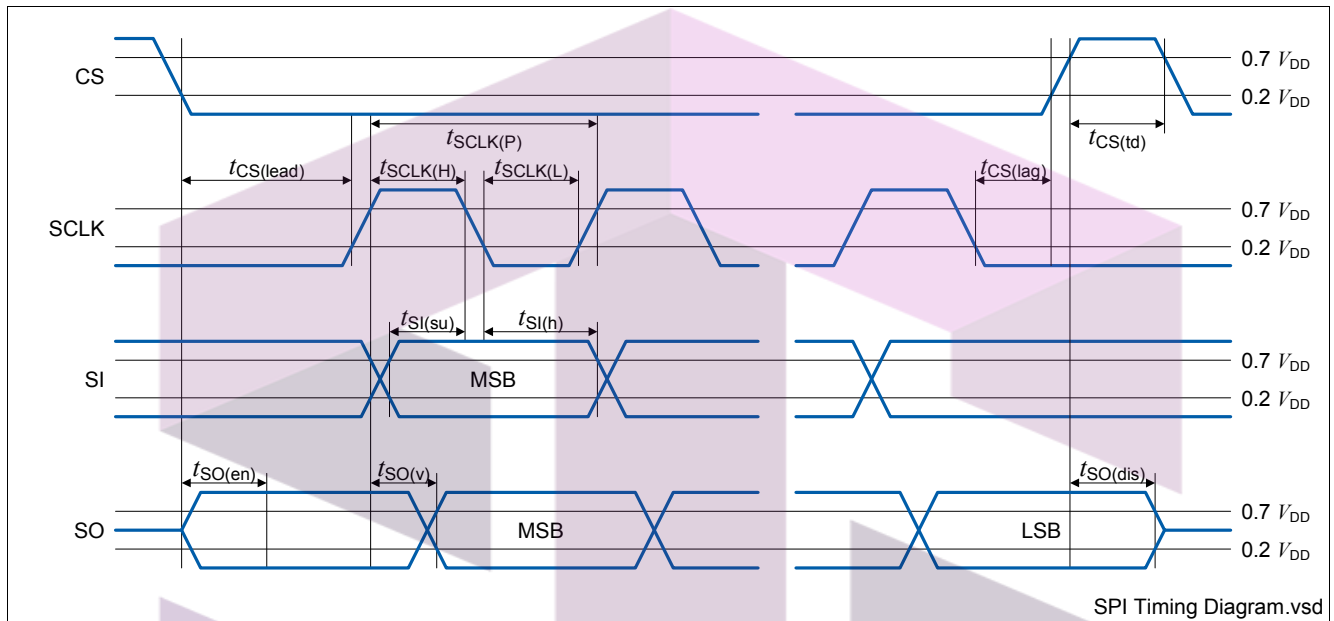 CS
0.7 VDD
0.2 VDD
tSCLK(P)
tCS(td)
tCS(lead)
tSCLK(H)
tSCLK(L)
tCS(lag)
SCLK
0.7 VDD
0.2 VDD
tSI(su)
tSI(h)
SI
MSB
0.7 VDD
0.2 VDD
tSO(en)
tSO(v)
tSO(dis)
SO
MSB
LSB
0.7 VDD
0.2 VDD
SPI Timing Diagram.vsd